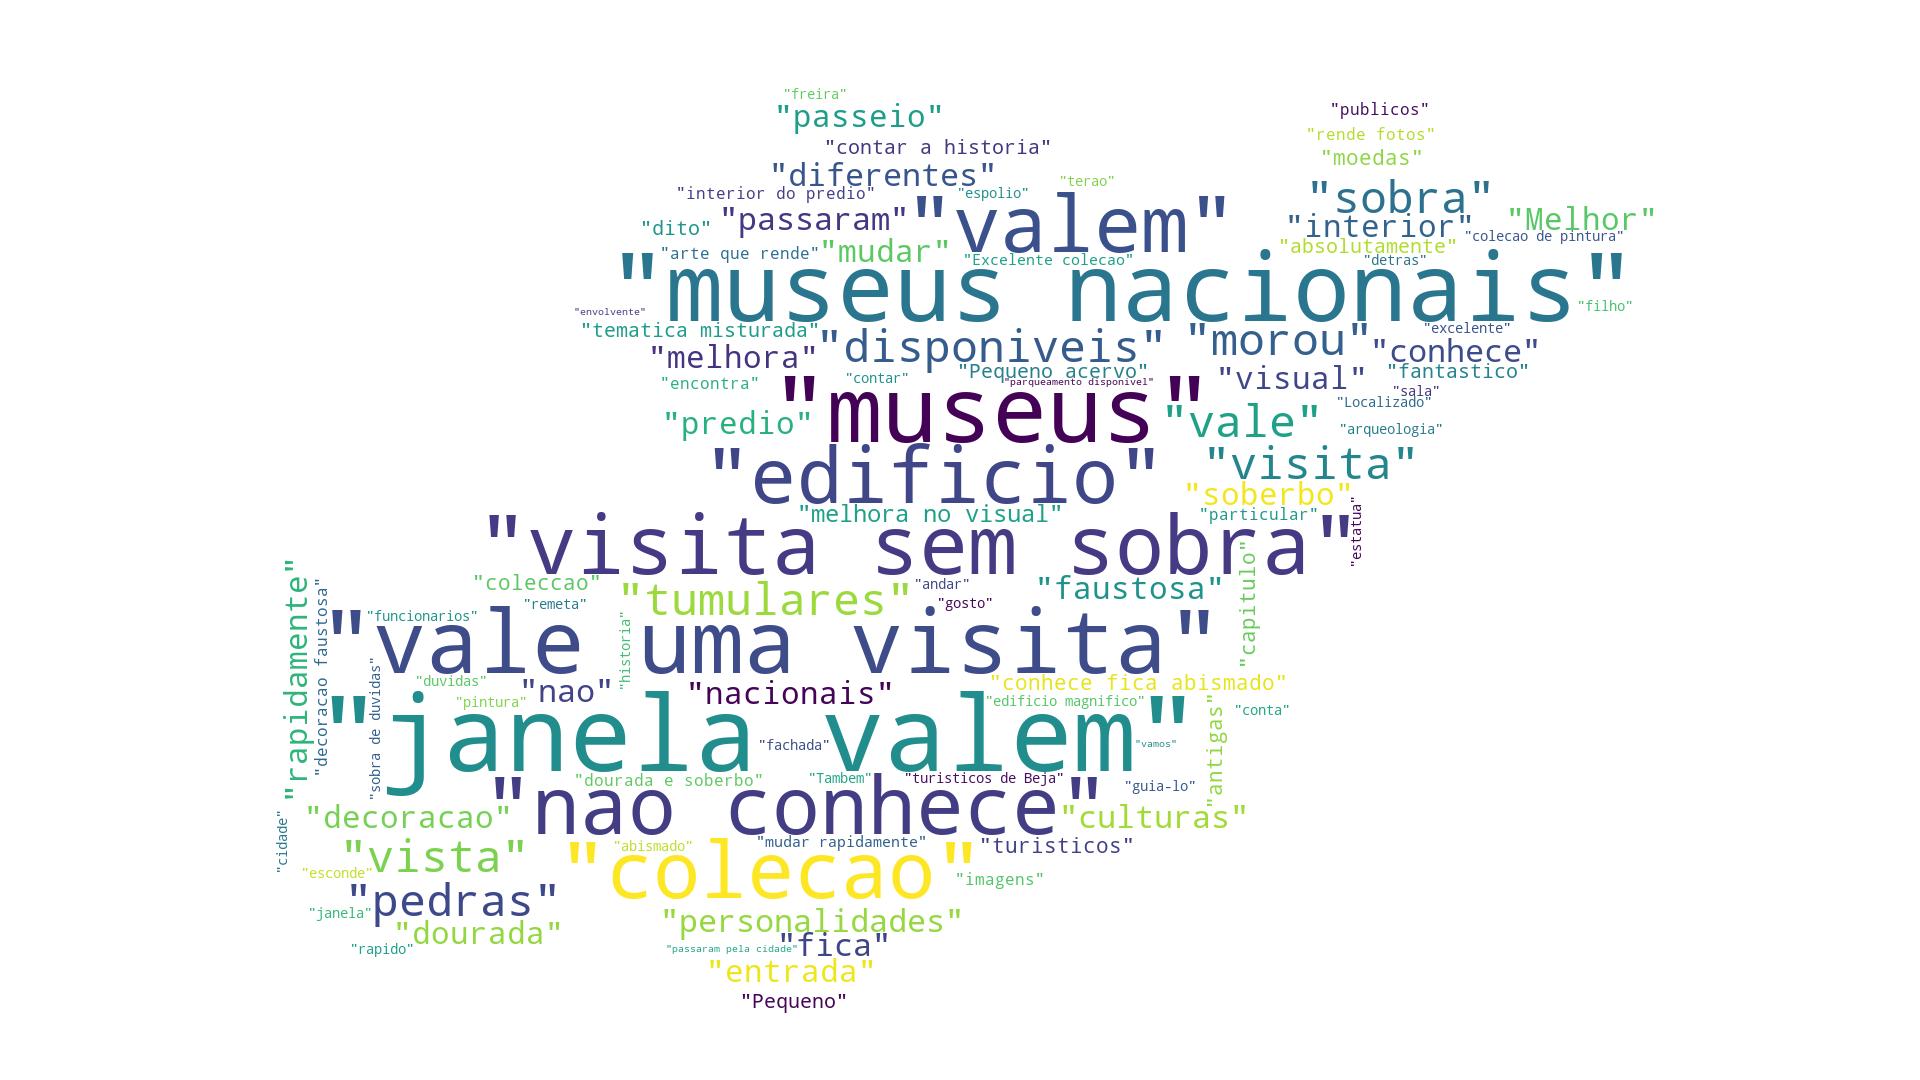 "freira"
"passeio"
"publicos"
"rende fotos"
"contar a historia"
"moedas"
"diferentes"
"terao"
"interior do predio"
"espolio"
"sobra"
"passaram"
"valem"
"Melhor"
"dito"
"interior"
"colecao de pintura"
"absolutamente"
"arte que rende"
"mudar"
"Excelente colecao"
"detras"
"museus nacionais"
"filho"
"envolvente"
"tematica misturada"
"excelente"
"disponiveis"
"morou"
"conhece"
"melhora"
"Pequeno acervo"
"fantastico"
"contar"
"visual"
"encontra"
"parqueamento disponivel"
"sala"
"Localizado"
"museus"
"predio"
"vale"
"arqueologia"
"visita"
"edificio"
"soberbo"
"melhora no visual"
"particular"
"estatua"
"visita sem sobra"
"coleccao"
"andar"
"faustosa"
"tumulares"
"remeta"
"gosto"
"capitulo"
"rapidamente"
"decoracao faustosa"
"funcionarios"
"vale uma visita"
"historia"
"sobra de duvidas"
"duvidas"
"nao"
"nacionais"
"conhece fica abismado"
"pintura"
"edificio magnifico"
"conta"
"janela valem"
"fachada"
"vamos"
"antigas"
"dourada e soberbo"
"Tambem"
"turisticos de Beja"
"guia-lo"
"nao conhece"
"decoracao"
"culturas"
"cidade"
"abismado"
"mudar rapidamente"
"turisticos"
"vista"
"colecao"
"esconde"
"imagens"
"pedras"
"janela"
"personalidades"
"dourada"
"rapido"
"passaram pela cidade"
"fica"
"entrada"
"Pequeno"